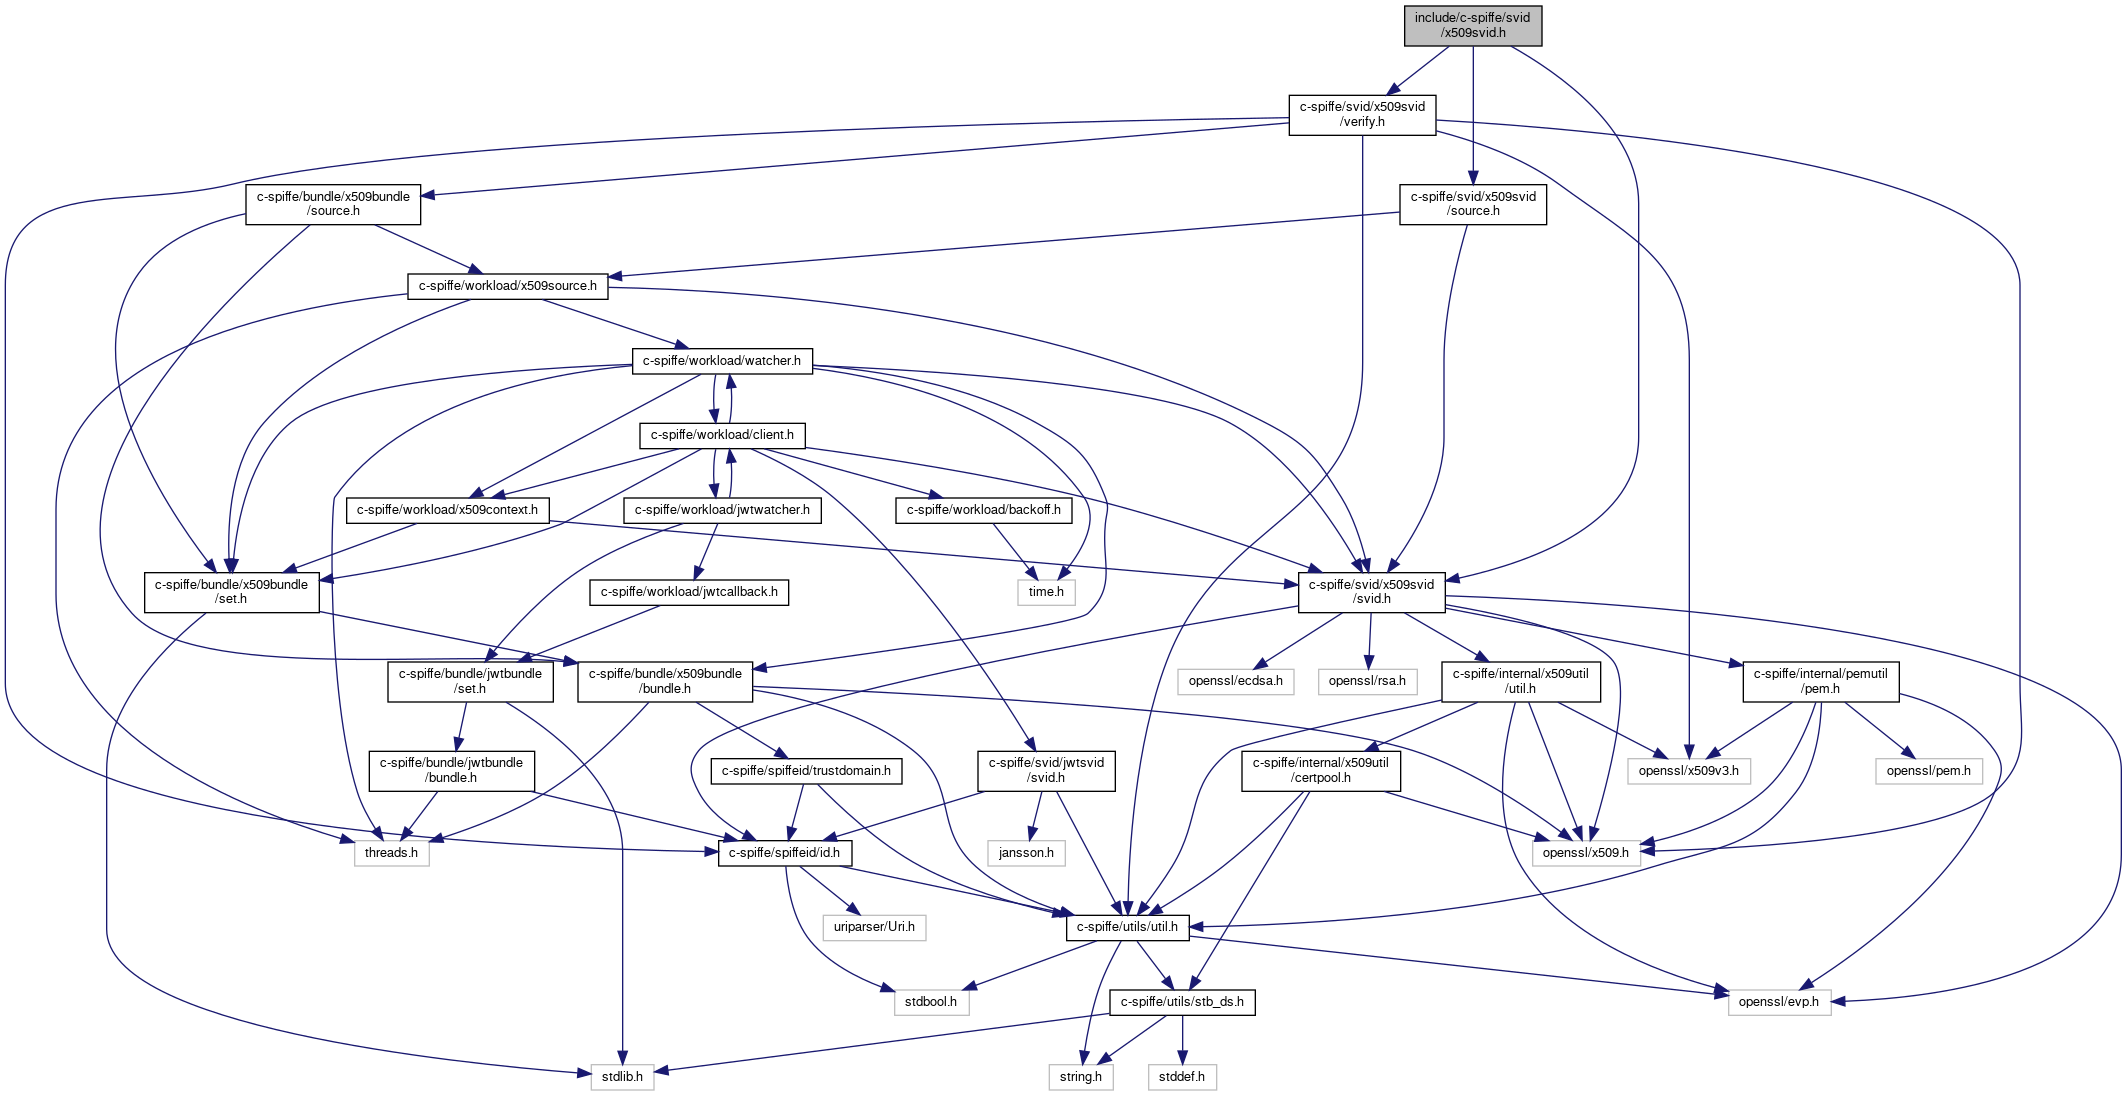 include/c-spiffe/svid
/x509svid.h
c-spiffe/svid/x509svid
/verify.h
c-spiffe/bundle/x509bundle
/source.h
c-spiffe/svid/x509svid
/source.h
c-spiffe/workload/x509source.h
c-spiffe/workload/watcher.h
c-spiffe/workload/client.h
c-spiffe/workload/x509context.h
c-spiffe/workload/jwtwatcher.h
c-spiffe/workload/backoff.h
c-spiffe/bundle/x509bundle
/set.h
c-spiffe/workload/jwtcallback.h
time.h
c-spiffe/svid/x509svid
/svid.h
c-spiffe/bundle/jwtbundle
/set.h
c-spiffe/bundle/x509bundle
/bundle.h
openssl/ecdsa.h
openssl/rsa.h
c-spiffe/internal/x509util
/util.h
c-spiffe/internal/pemutil
/pem.h
c-spiffe/bundle/jwtbundle
/bundle.h
c-spiffe/spiffeid/trustdomain.h
c-spiffe/svid/jwtsvid
/svid.h
c-spiffe/internal/x509util
/certpool.h
openssl/x509v3.h
openssl/pem.h
threads.h
c-spiffe/spiffeid/id.h
jansson.h
openssl/x509.h
uriparser/Uri.h
c-spiffe/utils/util.h
stdbool.h
c-spiffe/utils/stb_ds.h
openssl/evp.h
stdlib.h
string.h
stddef.h